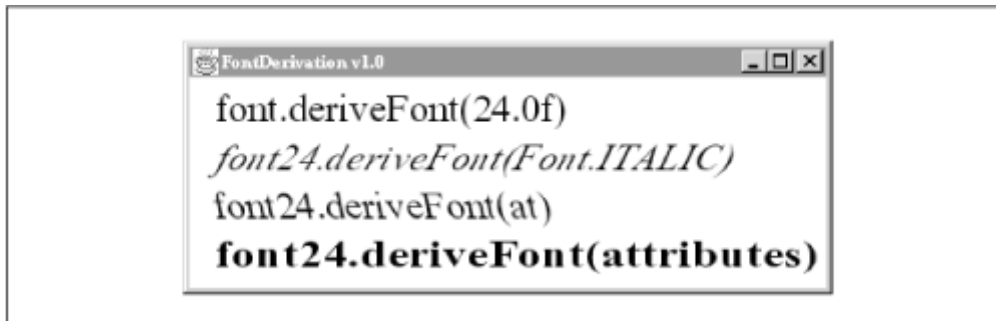 FontDerivation v1.0
font.deriveFont(24.0f)
font24.deriveFont(Font.ITALIC)
font24.deriveFont(at)
font24.deriveFont(attributes)